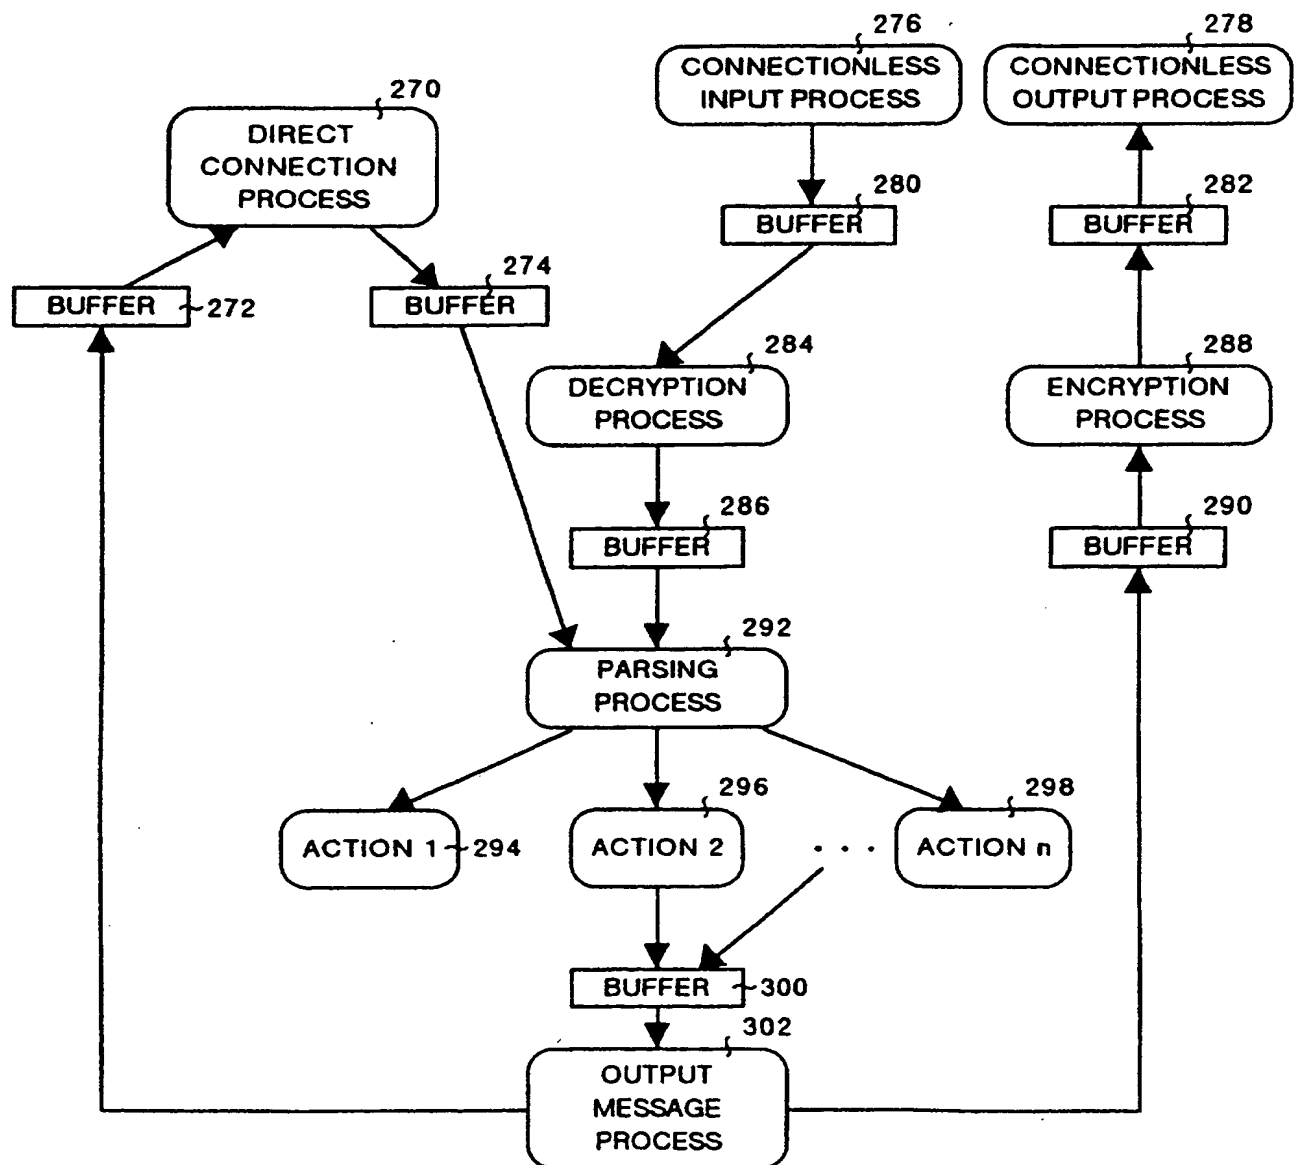 276
CONNECTIONLESS
INPUT PROCESS
278
CONNECTIONLESS
OUTPUT PROCESS
270
DIRECT
CONNECTION
PROCESS
280
BUFFER
282
BUFFER
BUFFER
272
274
BUFFER
284
DECRYPTION
PROCESS
288
ENCRYPTION
PROCESS
286
BUFFER
290
BUFFER
292
PARSING
PROCESS
ACTION 1
294
296
ACTION 2
. . .
298
ACTION n
BUFFER
300
302
OUTPUT
MESSAGE
PROCESS